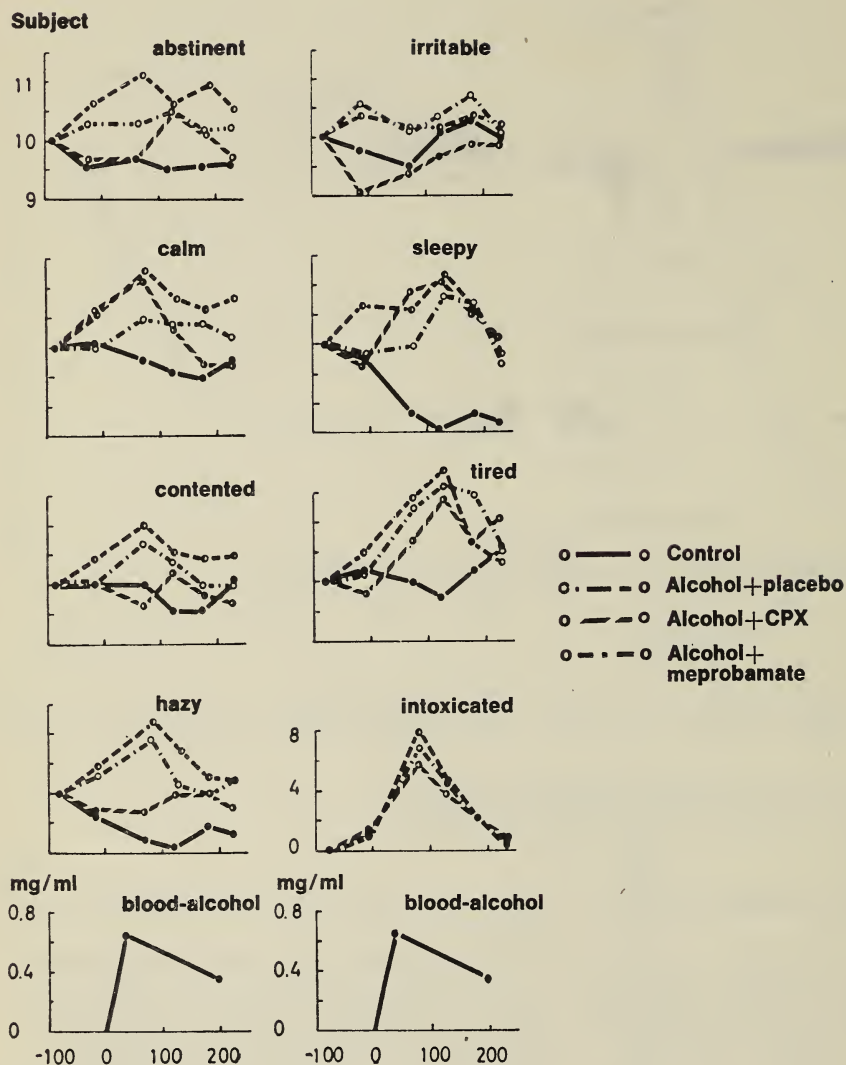 Subject
abstinent
irritable
11
10
9
calm
sleepy
contented
tired
Control
Alcohol+placebo
Alcohol+CPX
Alcohol+
meprobamate
hazy
intoxicated
8
4
0
mg/ml
mg/ml
blood-alcohol
blood-alcohol
0.8
0.8
0.4
0.4
0
0
-100 0 100 200
-100 0 100 200